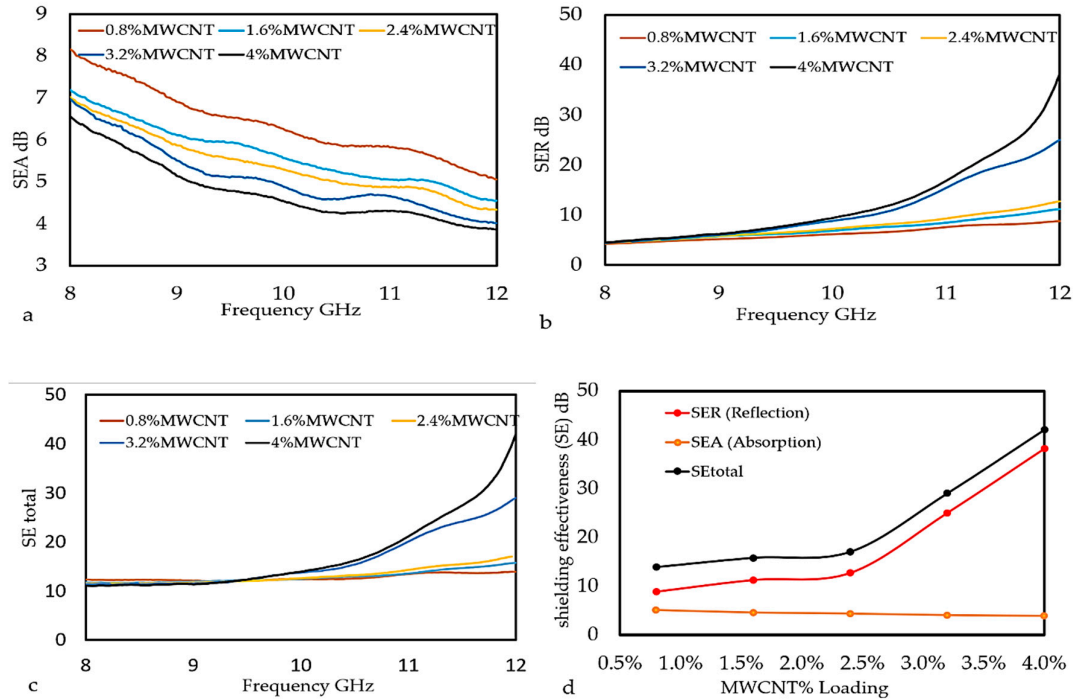 9
8
7
6
5
4
3
SEA dB
0.8%MWCNT 1.6%MWCNT 2.4%MWCNT
3.2%MWCNT 4%MWCNT
8 9 10 11 12
Frequency GHz
a
50
40
30
20
10
0
SER dB
0.8%MWCNT 1.6%MWCNT 2.4%MWCNT
3.2%MWCNT 4%MWCNT
8 9 10 11 12
Frequency GHz
b
50
40
30
20
10
0
SE total
0.8%MWCNT 1.6%MWCNT 2.4%MWCNT
3.2%MWCNT 4%MWCNT
8 9 10 11 12
Frequency GHz
c
50
40
30
20
10
0
shielding effectiveness (SE) dB
SER (Reflection)
SEA (Absorption)
SEtotal
0.5% 1.0% 1.5% 2.0% 2.5% 3.0% 3.5% 4.0%
MWCNT% Loading
d